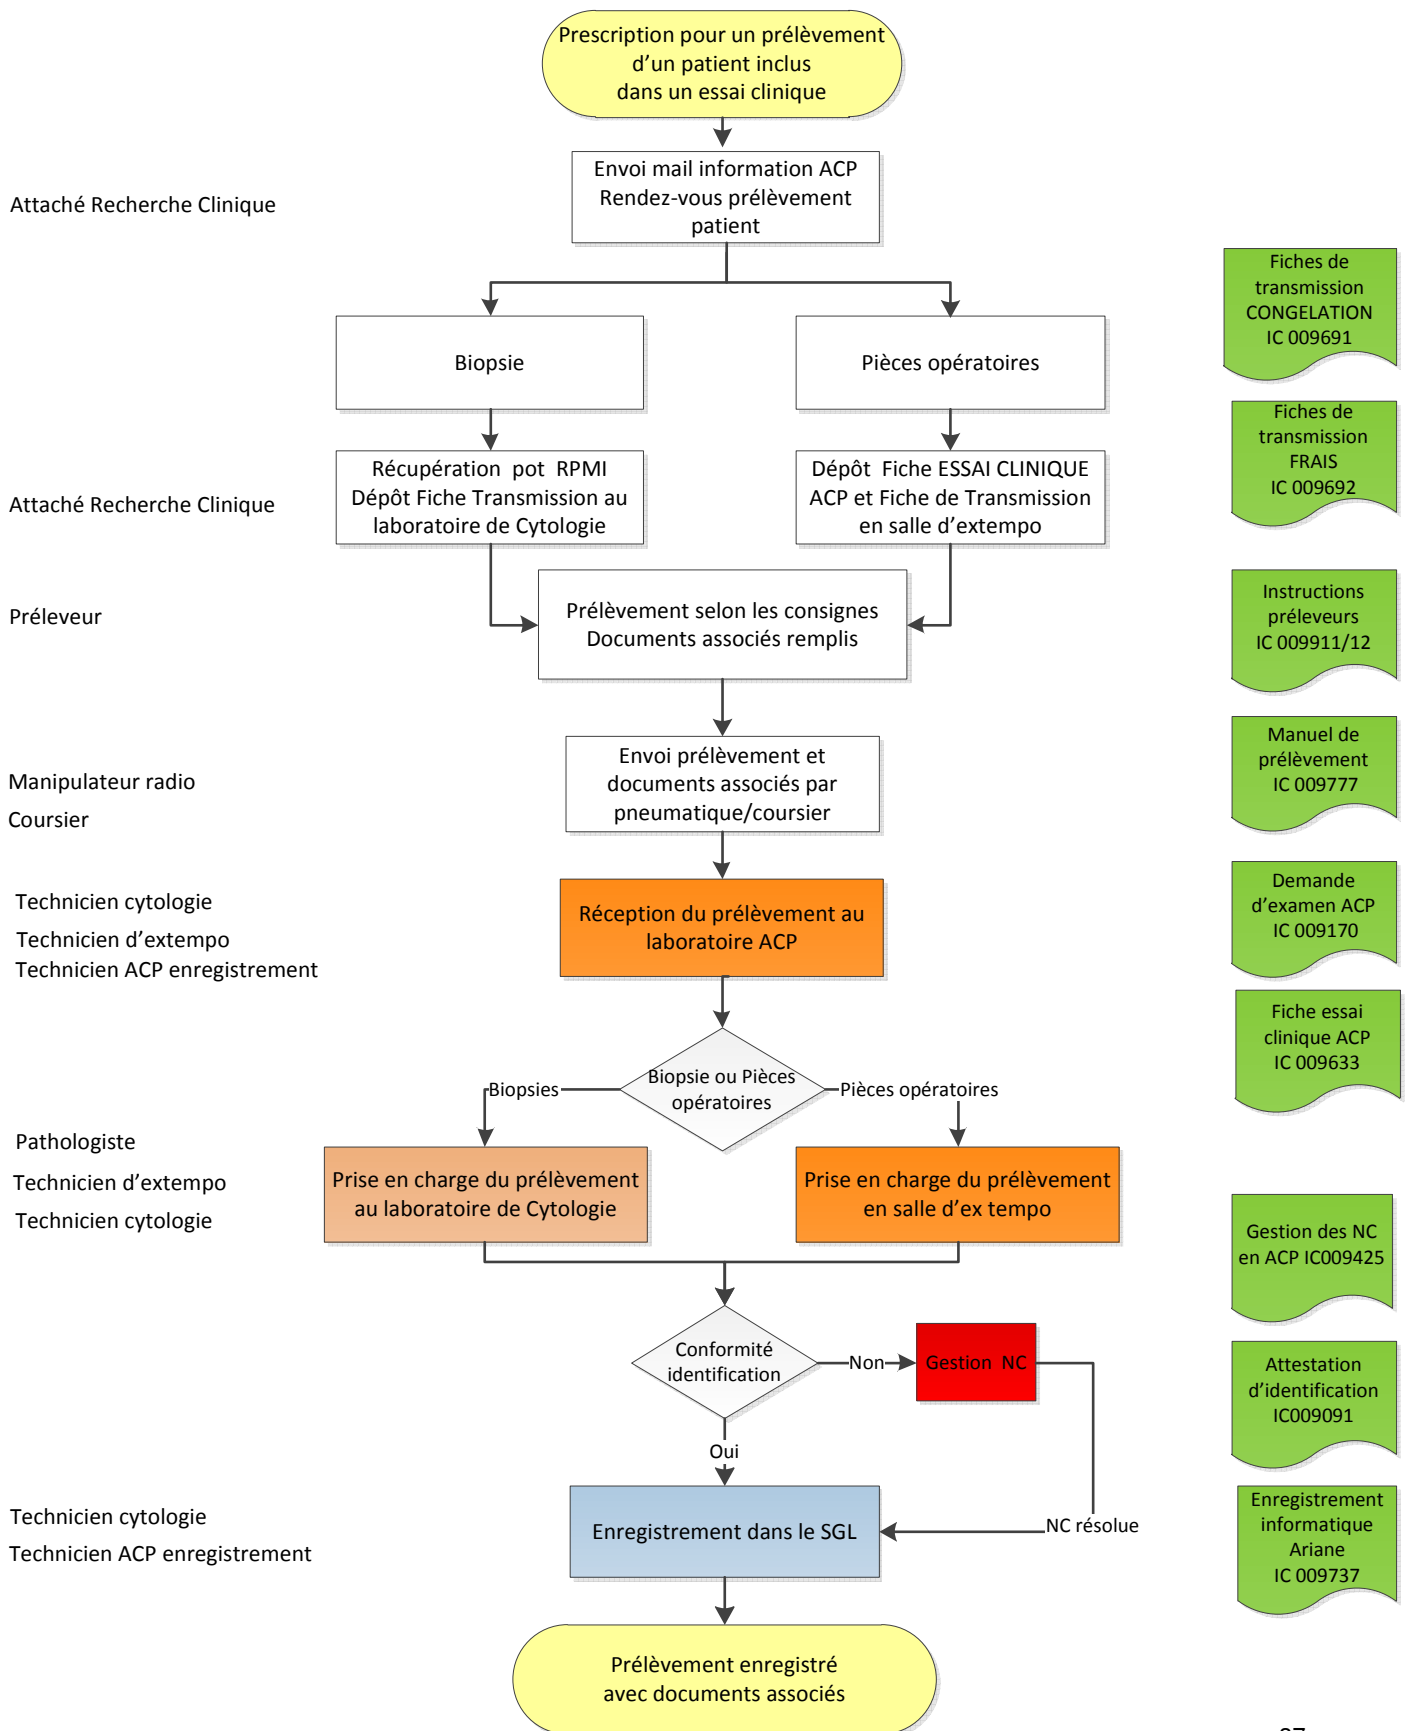 Prescription pour un prélèvement
d'un patient inclus
dans un essai clinique
Attaché Recherche Clinique
Envoi mail information ACP
Rendez-vous prélèvement
patient
Biopsie
Pièces opératoires
Fiches de
transmission
CONGELATION
IC 009691
Attaché Recherche Clinique
Récupération pot RPMI
Dépôt Fiche Transmission au
laboratoire de Cytologie
Dépôt Fiche ESSAI CLINIQUE
ACP et Fiche de Transmission
en salle d'extempo
Fiches de
transmission
FRAIS
IC 009692
Préleveur
Prélèvement selon les consignes
Documents associés remplis
Instructions
préleveurs
IC 009911/12
Manipulateur radio
Coursier
Envoi prélèvement et
documents associés par
pneumatique/coursier
Manuel de
prélèvement
IC 009777
Technicien cytologie
Technicien d'extempo
Technicien ACP enregistrement
Réception du prélèvement au
laboratoire ACP
Demande
d'examen ACP
IC 009170
Fiche essai
clinique ACP
IC 009633
Biopsies
Biopsie ou Pièces
opératoires
Pièces opératoires
Pathologiste
Technicien d'extempo
Technicien cytologie
Prise en charge du prélèvement
au laboratoire de Cytologie
Prise en charge du prélèvement
en salle d'ex tempo
Gestion des NC
en ACP IC009425
Conformité
identification
Non
Gestion NC
Attestation
d'identification
IC009091
Oui
Technicien cytologie
Technicien ACP enregistrement
Enregistrement dans le SGL
NC résolue
Enregistrement
informatique
Ariane
IC 009737
Prélèvement enregistré
avec documents associés